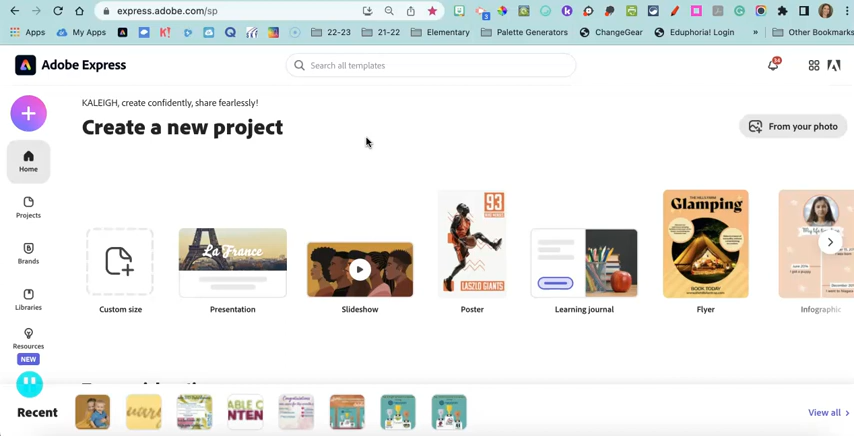 express.adobe.com/sp
Apps
My Apps
22-23
21-22
Elementary
Palette Generators
ChangeGear
Eduphoria! Login
»
Other Bookmarks
Adobe Express
Search all templates
KALEIGH, create confidently, share fearlessly!
Create a new project
From your photo
Home
Projects
Brands
Libraries
Resources
NEW
La France
93
LASZLO GIANTS
Glamping
BOOK TODAY
Custom size
Presentation
Slideshow
Poster
Learning journal
Flyer
Infographic
Recent
View all